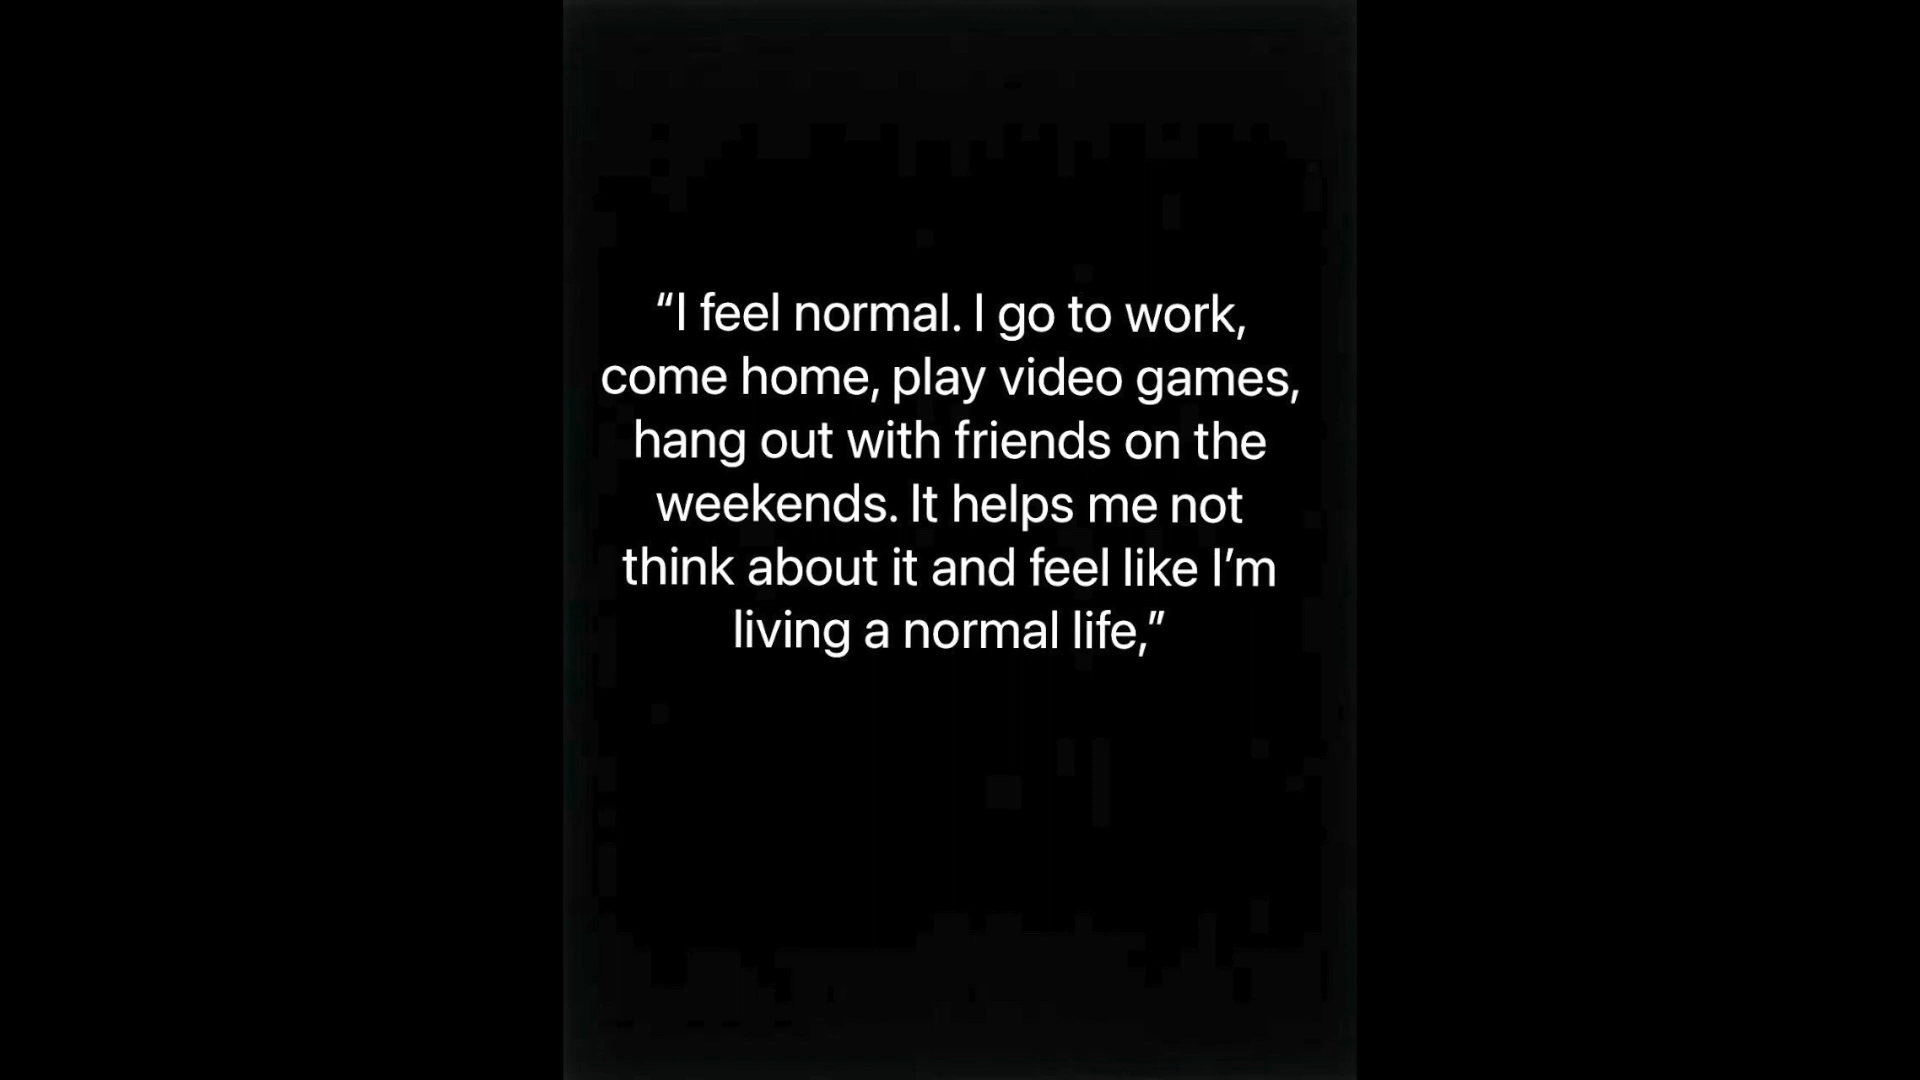 “I feel normal. I go to work,
come home, play video games,
hang out with friends on the
weekends. It helps me not
think about it and feel like I’m
living a normal life,”